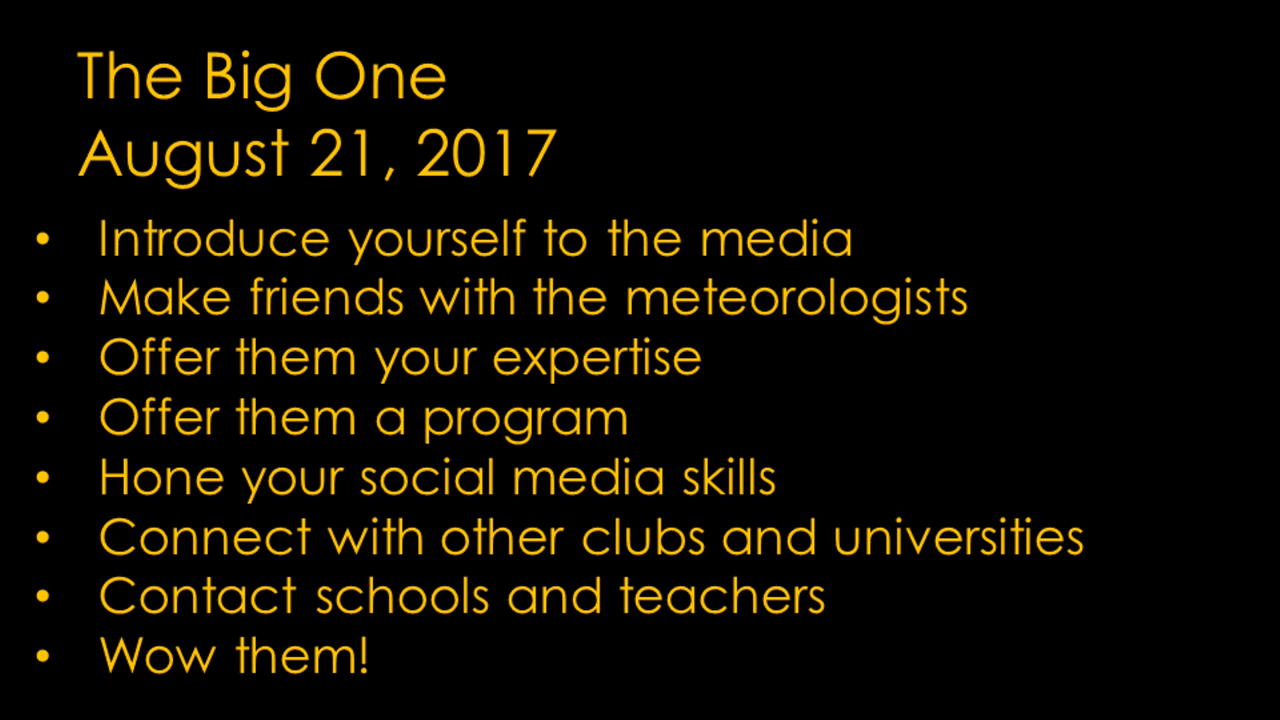 The Big One
August 21, 2017
• Introduce yourself to the media
• Make friends with the meteorologists
• Offer them your expertise
• Offer them a program
• Hone your social media skills
• Connect with other clubs and universities
• Contact schools and teachers
• Wow them!